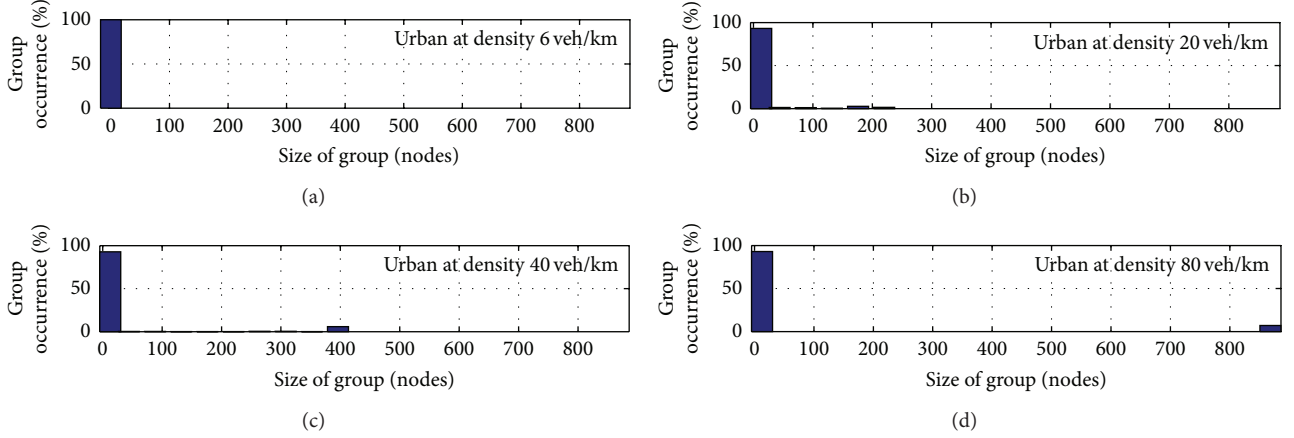 Group
occurrence (%)
100
50
0
Urban at density 6 veh/km
0 100 200 300 400 500 600 700 800
Size of group (nodes)
(a)
Group
occurrence (%)
100
50
0
Urban at density 20 veh/km
0 100 200 300 400 500 600 700 800
Size of group (nodes)
(b)
Group
occurrence (%)
100
50
0
Urban at density 40 veh/km
0 100 200 300 400 500 600 700 800
Size of group (nodes)
(c)
Group
occurrence (%)
100
50
0
Urban at density 80 veh/km
0 100 200 300 400 500 600 700 800
Size of group (nodes)
(d)